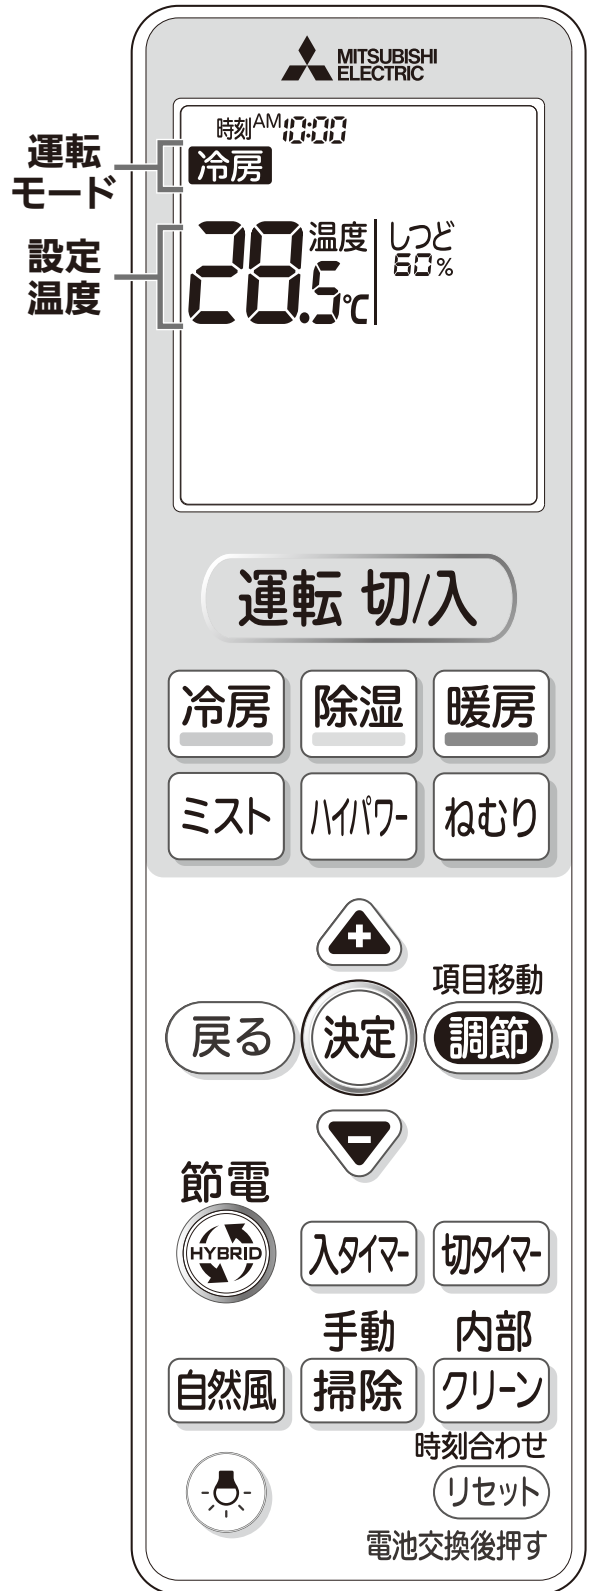 MITSUBISHI
ELECTRIC
時刻AM10:00
運転
モード
冷房
設定
温度
28.5℃ 温度
しつど
60%
運転 切/入
冷房 除湿 暖房
ミスト ハイパワー ねむり
+
項目移動
戻る 決定 調節
-
節電
HYBRID 入タイマー 切タイマー
手動 内部
自然風 掃除 クリーン
時刻合わせ
リセット
電池交換後押す